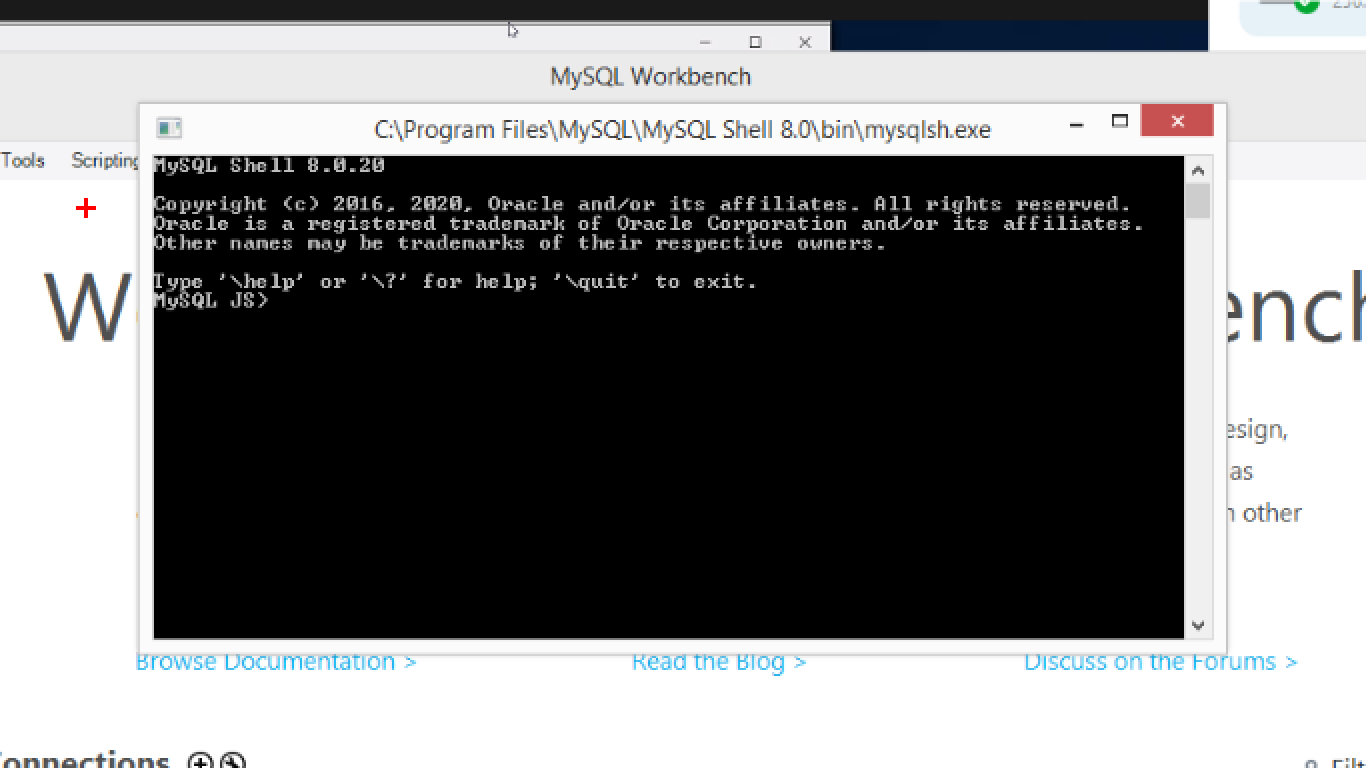 MySQL Workbench
C:\Program Files\MySQL\MySQL Shell 8.0\bin\mysqlsh.exe
Tools Scripting
MySQL Shell 8.0.20
Copyright (c) 2016, 2020, Oracle and/or its affiliates. All rights reserved.
Oracle is a registered trademark of Oracle Corporation and/or its affiliates.
Other names may be trademarks of their respective owners.
Type '\help' or '\?' for help; '\quit' to exit.
MySQL JS>
esign,
as
other
Browse Documentation >
Read the Blog >
Discuss on the Forums >
onnections